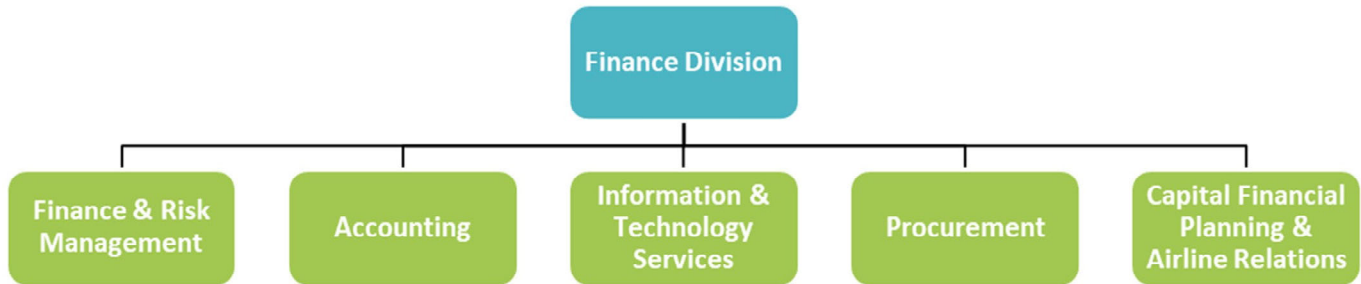 Finance Division
Finance & Risk
Management
Accounting
Information &
Technology
Services
Procurement
Capital Financial
Planning &
Airline Relations